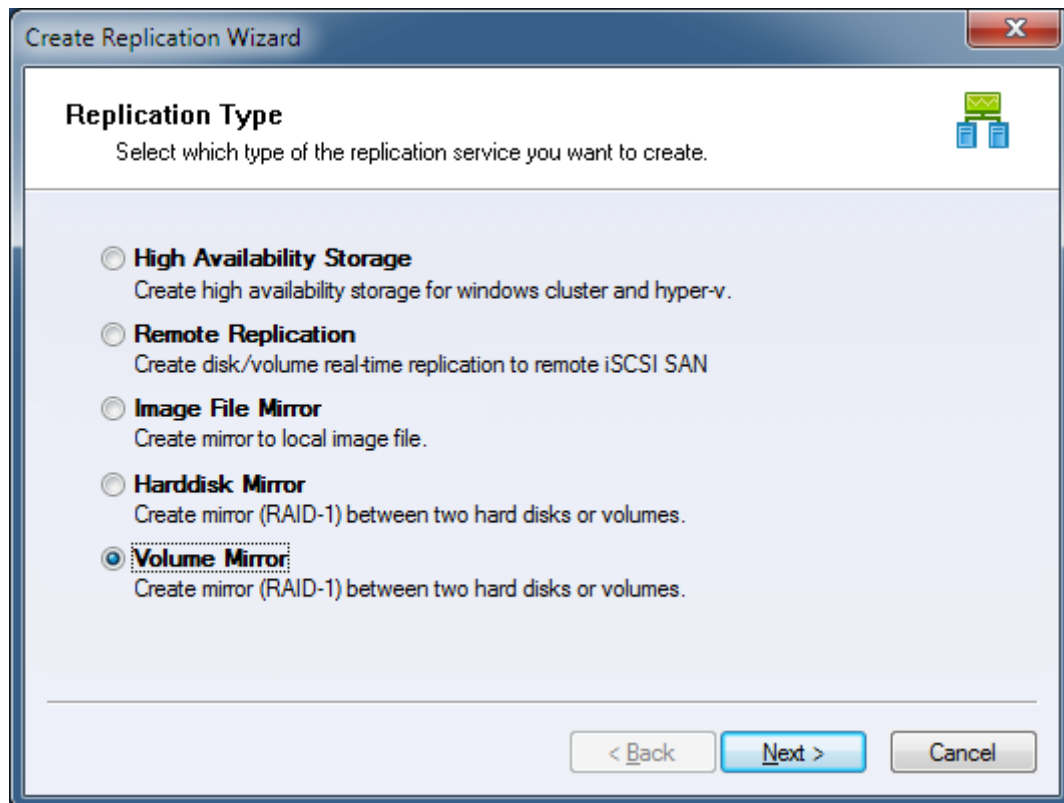 Create Replication Wizard
Replication Type
Select which type of the replication service you want to create.
High Availability Storage
Create high availability storage for windows cluster and hyper-v.
Remote Replication
Create disk/volume real-time replication to remote iSCSI SAN
Image File Mirror
Create mirror to local image file.
Harddisk Mirror
Create mirror (RAID-1) between two hard disks or volumes.
Volume Mirror
Create mirror (RAID-1) between two hard disks or volumes.
< Back Next > Cancel